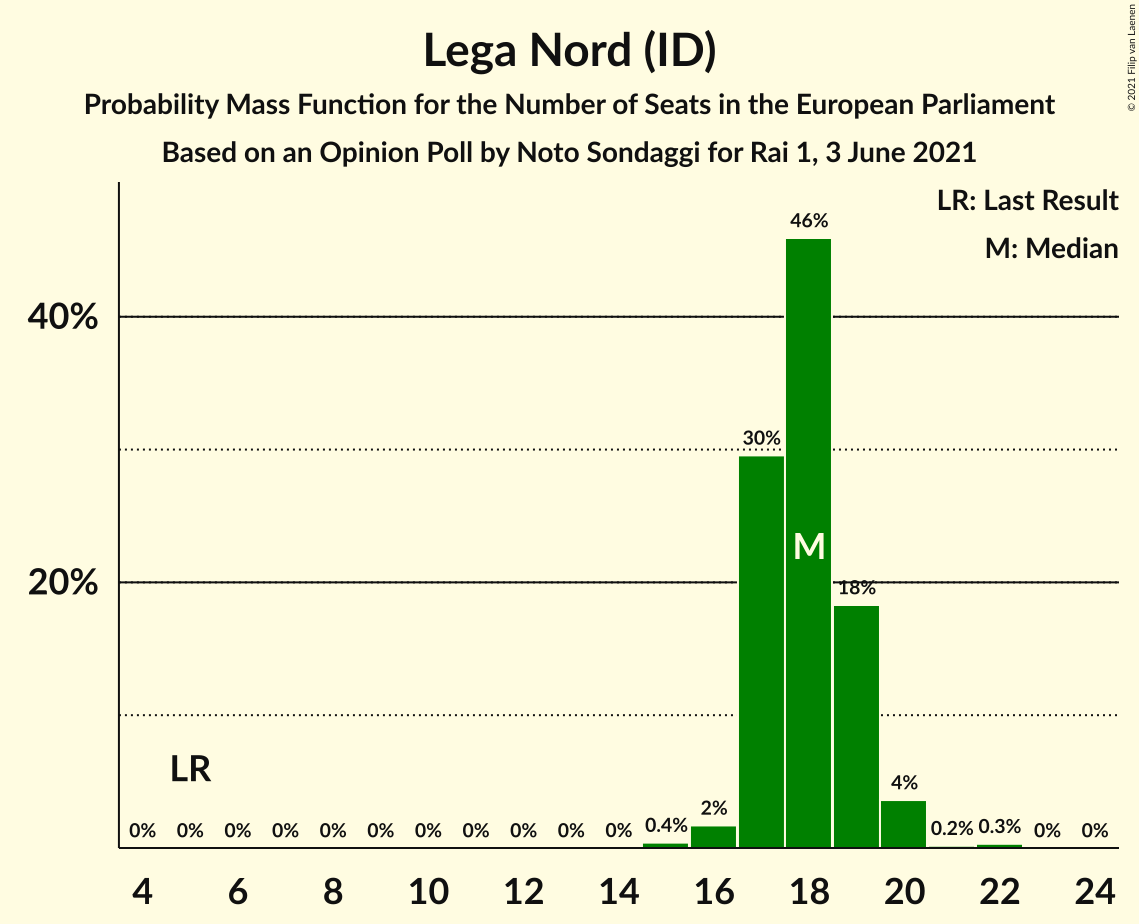 Lega Nord (ID)
Probability Mass Function for the Number of Seats in the European Parliament
Based on an Opinion Poll by Noto Sondaggi for Rai 1, 3 June 2021
© 2021 Filip van Laenen
LR: Last Result
M: Median
46%
40%
30%
M
20%
18%
LR
4%
2%
0% 0% 0% 0% 0% 0% 0% 0% 0% 0% 0% 0.4% 0.2% 0.3% 0% 0%
4 6 8 10 12 14 16 18 20 22 24